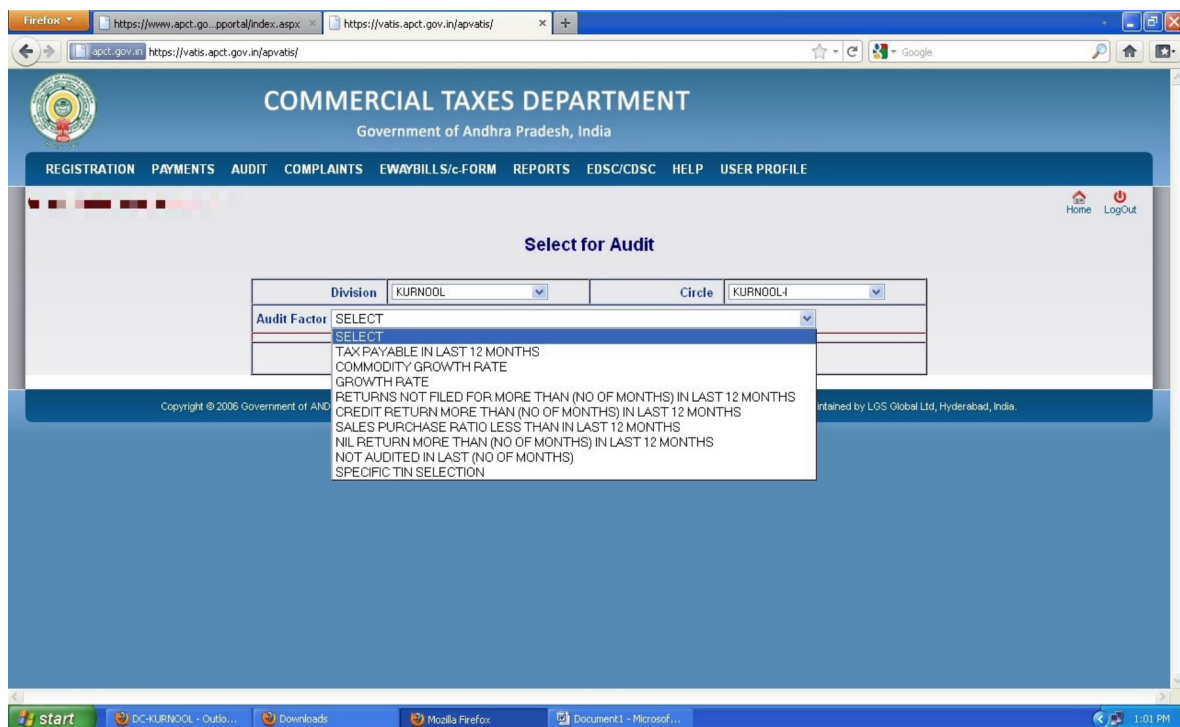 Firefox
https://www.apct.go...pportal/index.aspx
https://vatis.apct.gov.in/apvatis/
apct.gov.in https://vatis.apct.gov.in/apvatis/
Google
COMMERCIAL TAXES DEPARTMENT
Government of Andhra Pradesh, India
REGISTRATION PAYMENTS AUDIT COMPLAINTS EWAYBILLS/c-FORM REPORTS EDSC/CDSC HELP USER PROFILE
Home LogOut
Select for Audit
Division KURNOOL Circle KURNOOL-I
Audit Factor SELECT
SELECT
TAX PAYABLE IN LAST 12 MONTHS
COMMODITY GROWTH RATE
GROWTH RATE
RETURNS NOT FILED FOR MORE THAN (NO OF MONTHS) IN LAST 12 MONTHS
CREDIT RETURN MORE THAN (NO OF MONTHS) IN LAST 12 MONTHS
SALES PURCHASE RATIO LESS THAN IN LAST 12 MONTHS
NIL RETURN MORE THAN (NO OF MONTHS) IN LAST 12 MONTHS
NOT AUDITED IN LAST (NO OF MONTHS)
SPECIFIC TIN SELECTION
Copyright © 2006 Government of AND
intained by LGS Global Ltd, Hyderabad, India.
start
DC-KURNOOL - Outlo...
Downloads
Mozilla Firefox
Document1 - Microsof...
1:01 PM